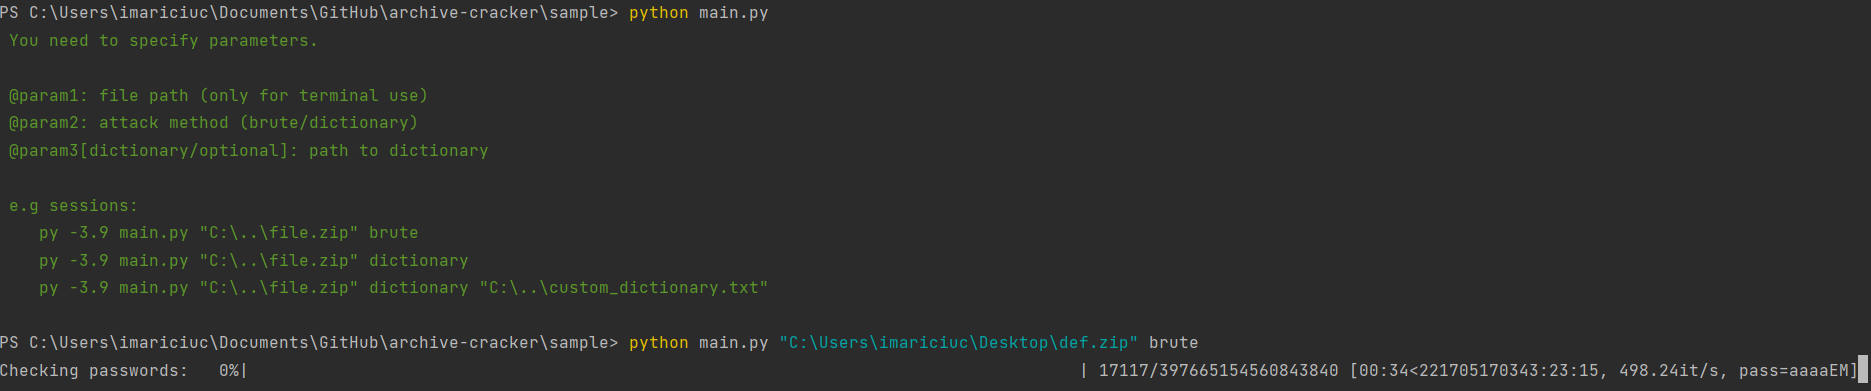 PS C:\Users\imariciuc\Documents\GitHub\archive-cracker\sample> python main.py
You need to specify parameters.
@param1: file path (only for terminal use)
@param2: attack method (brute/dictionary)
@param3[dictionary/optional]: path to dictionary
e.g sessions:
py -3.9 main.py "C:\..\file.zip" brute
py -3.9 main.py "C:\..\file.zip" dictionary
py -3.9 main.py "C:\..\file.zip" dictionary "C:\..\custom_dictionary.txt"
PS C:\Users\imariciuc\Documents\GitHub\archive-cracker\sample> python main.py "C:\Users\imariciuc\Desktop\def.zip" brute
Checking passwords:   0%|                                                                                   | 17117/397665154560843840 [00:34<221705170343:23:15, 498.24it/s, pass=aaaaEM]